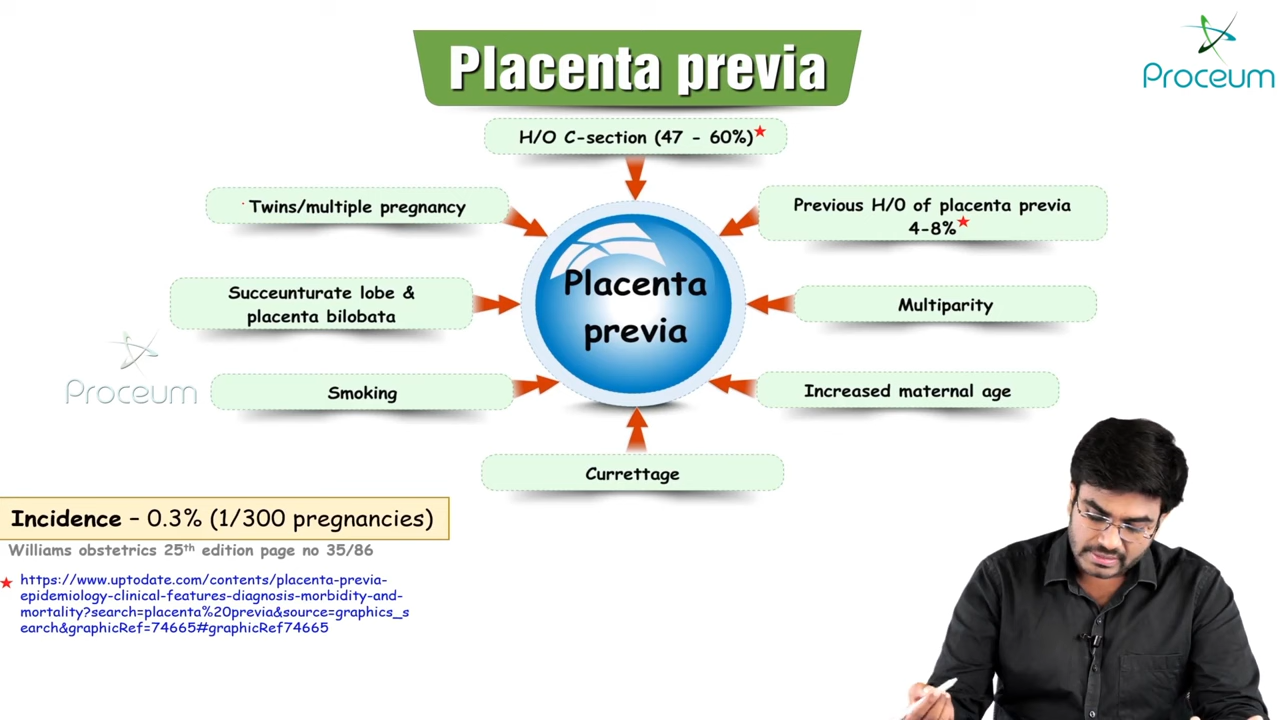 Placenta previa
Proceum
H/O C-section (47 - 60%)
Twins/multiple pregnancy
Previous H/O of placenta previa
4-8%
Placenta
previa
Succeunturate lobe &
placenta bilobata
Multiparity
Proceum
Smoking
Increased maternal age
Currettage
Incidence - 0.3% (1/300 pregnancies)
Williams obstetrics 25th edition page no 35/86
https://www.uptodate.com/contents/placenta-previa-
epidemiology-clinical-features-diagnosis-morbidity-and-
mortality?search=placenta%20previa&source=graphics_s
earch&graphicRef=74665#graphicRef74665